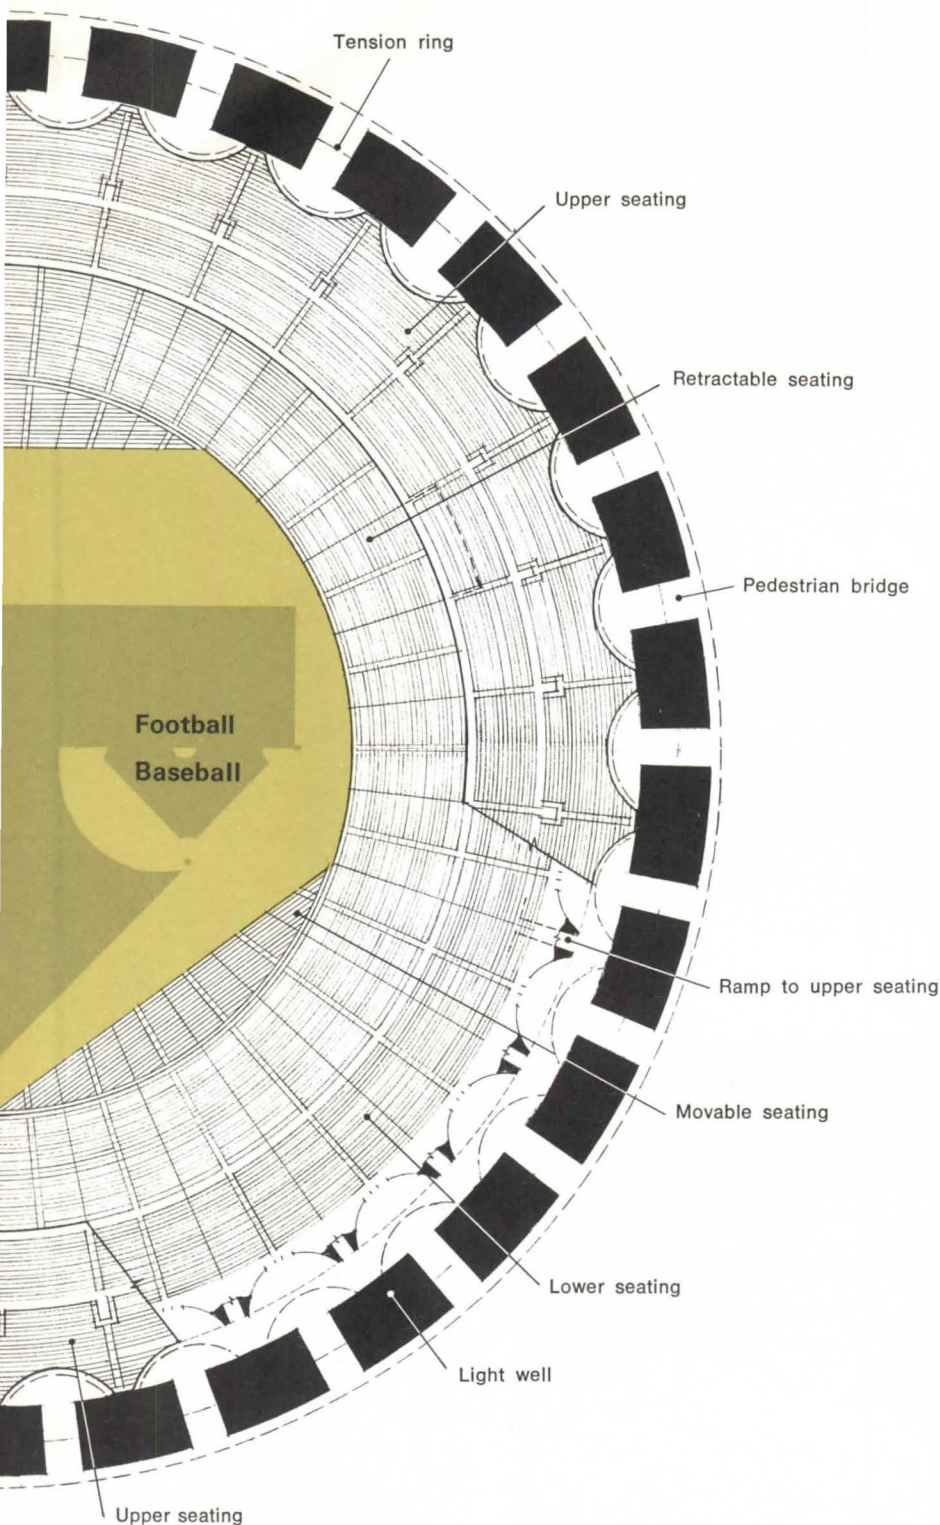 Tension ring
Upper seating
Retractable seating
Pedestrian bridge
Football
Baseball
Ramp to upper seating
Movable seating
Lower seating
Light well
Upper seating